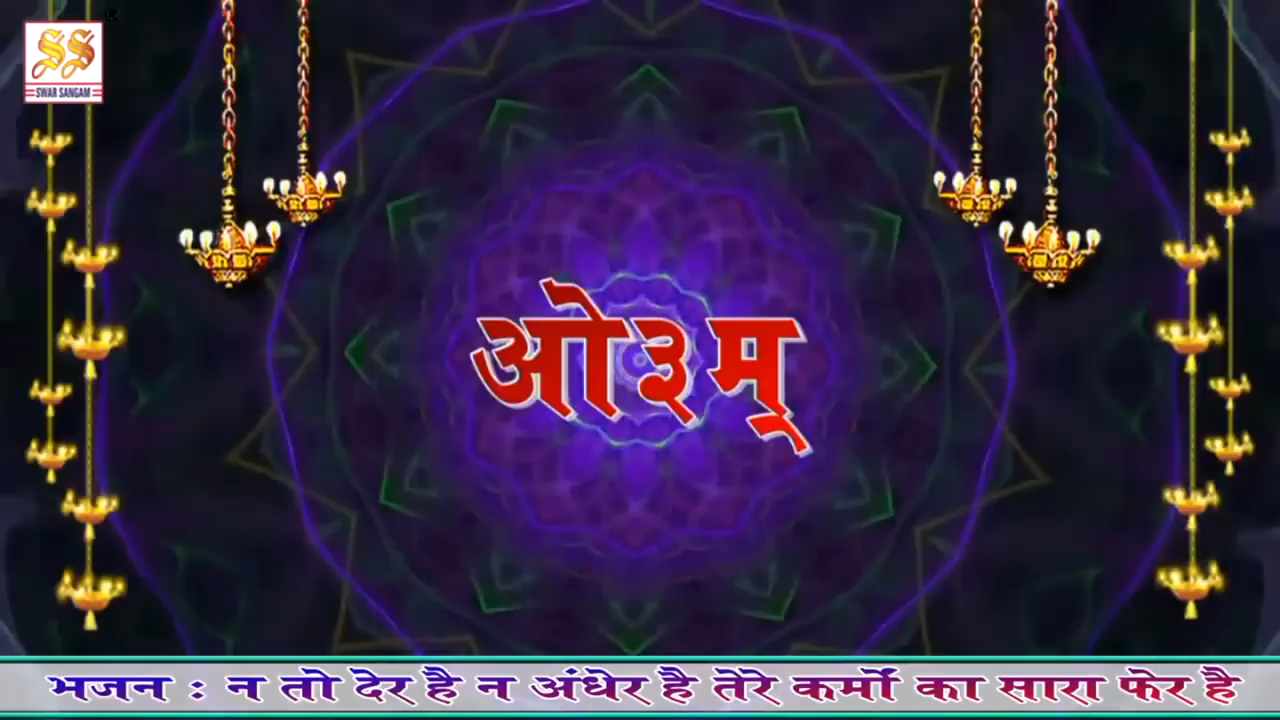 SS
SWAR SANGAM
ओ३म्
भजन : न तो देर है न अंधेर है तेरे कर्मों का सारा फेर है